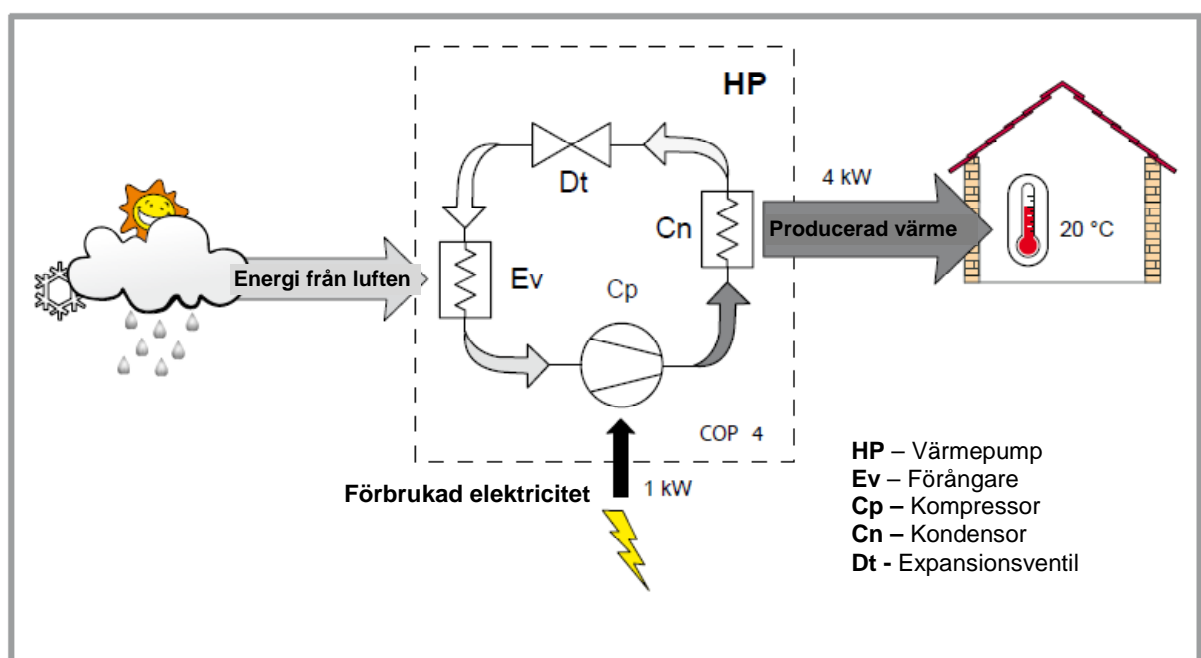 HP
Dt
4 kW
Cn
Producerad värme
20 °C
Energi från luften
Ev
Cp
COP 4
Förbrukad elektricitet
1 kW
HP – Värmepump
Ev – Förångare
Cp – Kompressor
Cn – Kondensor
Dt - Expansionsventil